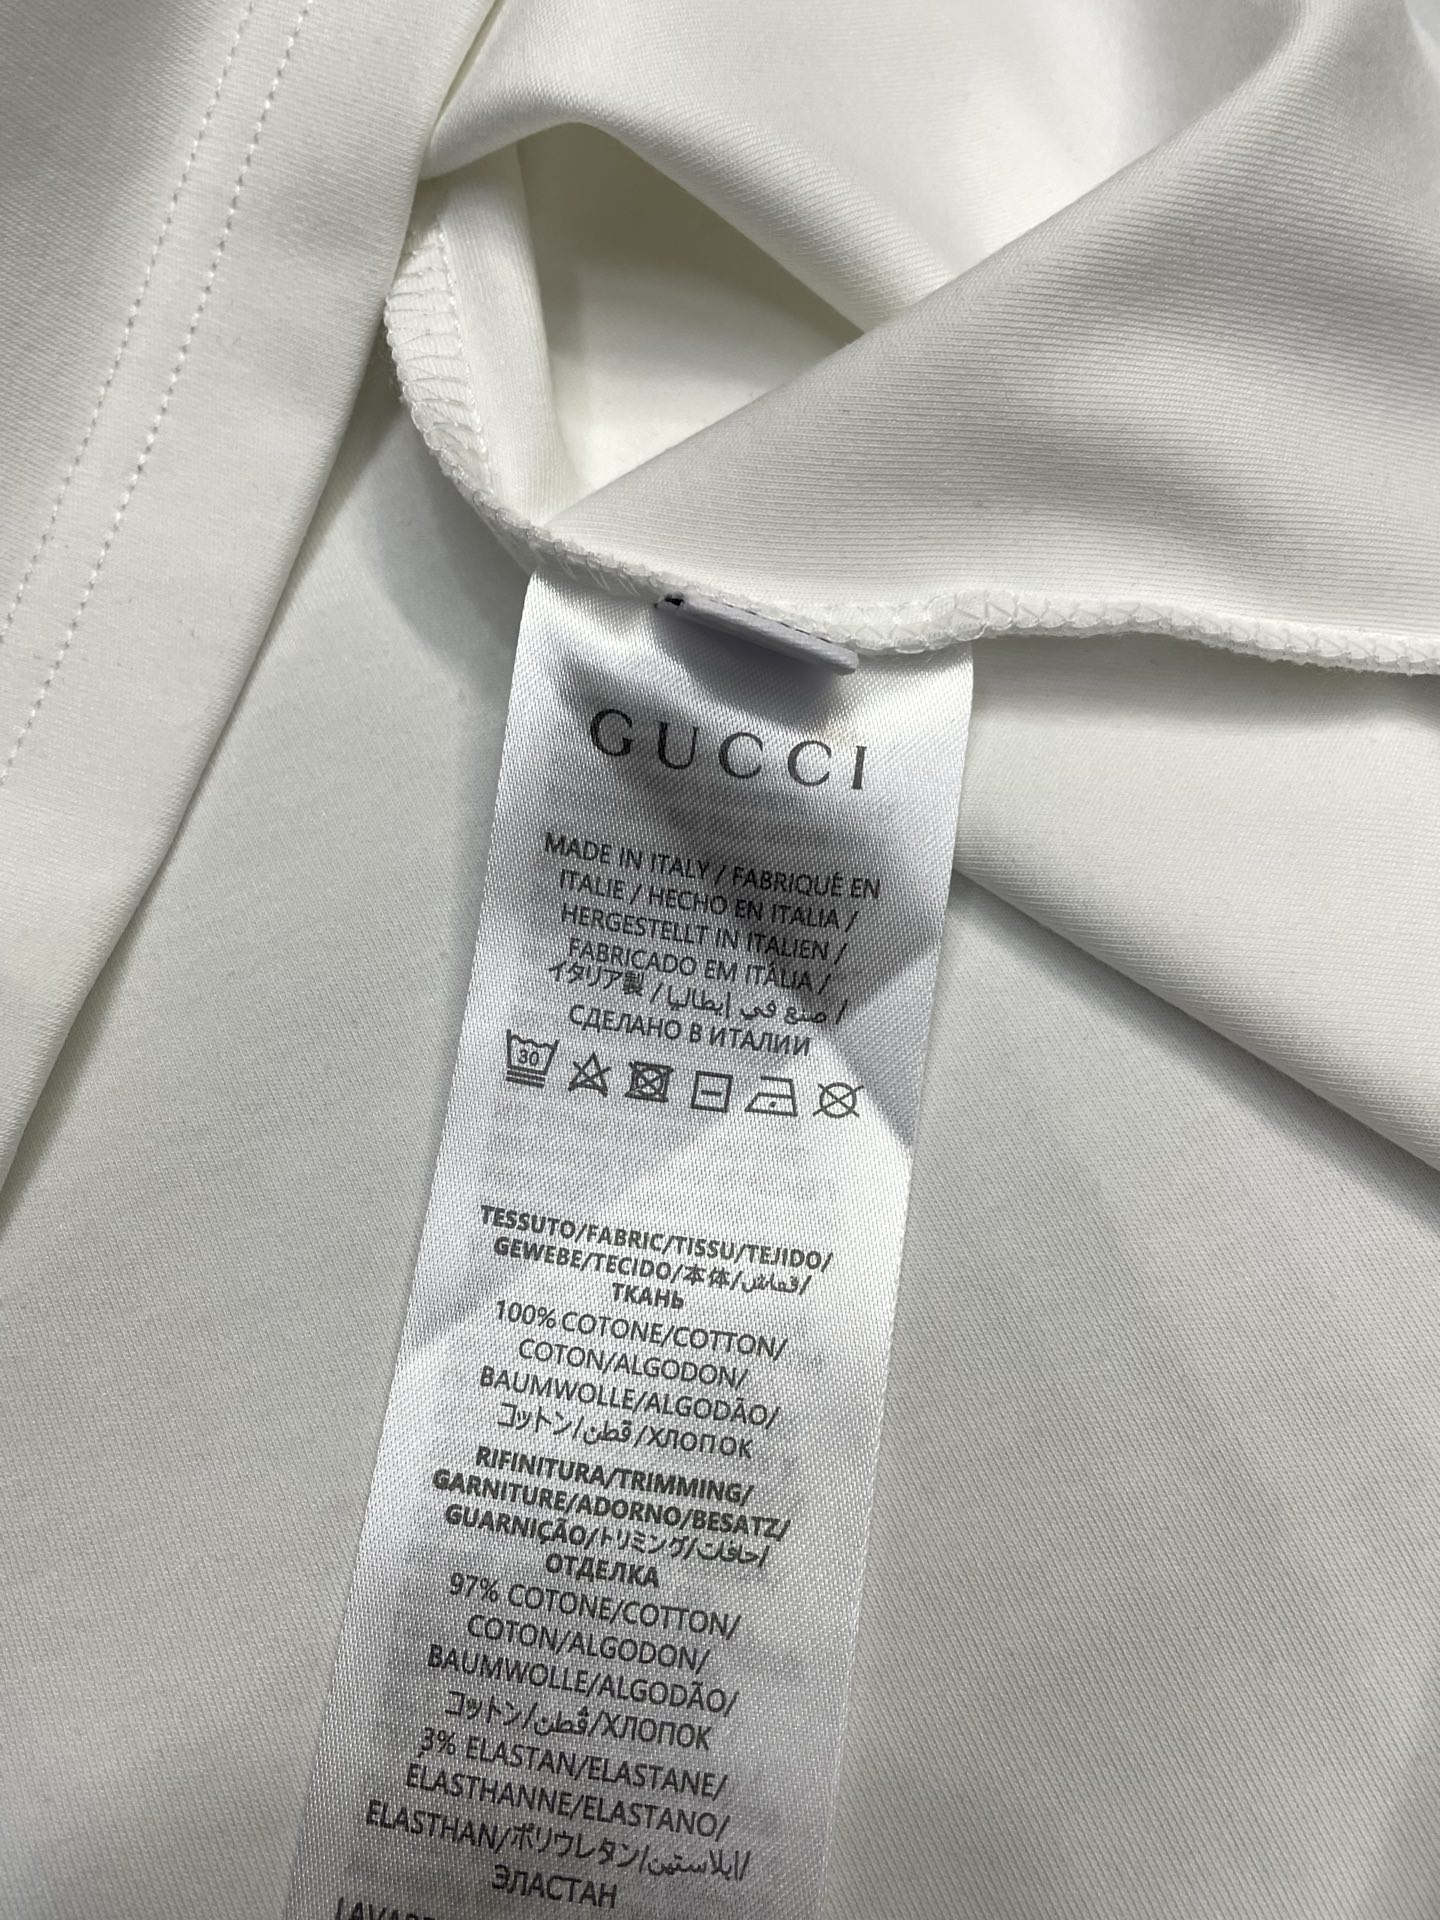 GUCCI
MADE IN ITALY / FABRIQUÉ EN
ITALIE / HECHO EN ITALIA /
HERGESTELLT IN ITALIEN /
FABRICADO EM ITÁLIA /
イタリア製 / صنع في إيطاليا /
СДЕЛАНО В ИТАЛИИ
30
TESSUTO/FABRIC/TISSU/TEJIDO/
GEWEBE/TECIDO/本体/قماش/
ТКАНЬ
100% COTONE/COTTON/
COTON/ALGODON/
BAUMWOLLE/ALGODÃO/
コットン/قطن/ХЛОПОК
RIFINITURA/TRIMMING/
GARNITURE/ADORNO/BESATZ/
GUARNIÇÃO/トリミング/حافات/
ОТДЕЛКА
97% COTONE/COTTON/
COTON/ALGODON/
BAUMWOLLE/ALGODÃO/
コットン/قطن/ХЛОПОК
3% ELASTAN/ELASTANE/
ÉLASTHANNE/ELASTANO/
ELASTHAN/ポリウレタン/إيلاستين/
ЭЛАСТАН